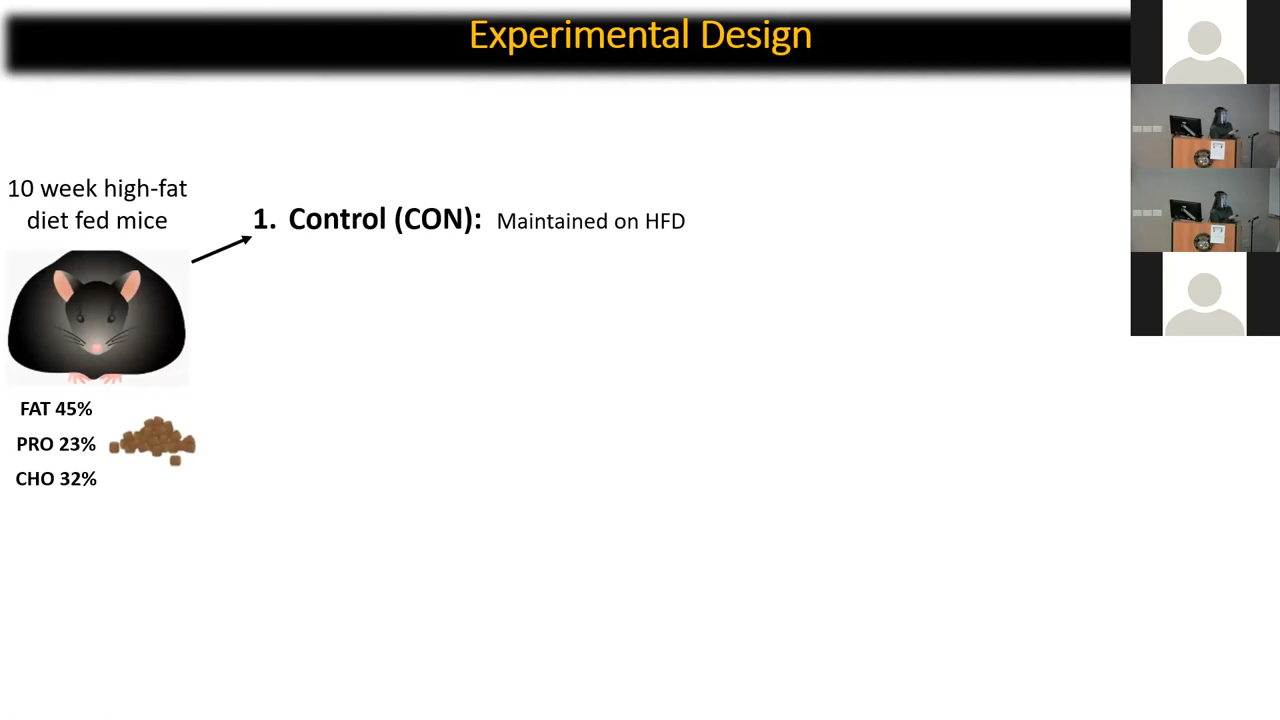 Experimental Design
10 week high-fat
diet fed mice
1. Control (CON): Maintained on HFD
FAT 45%
PRO 23%
CHO 32%